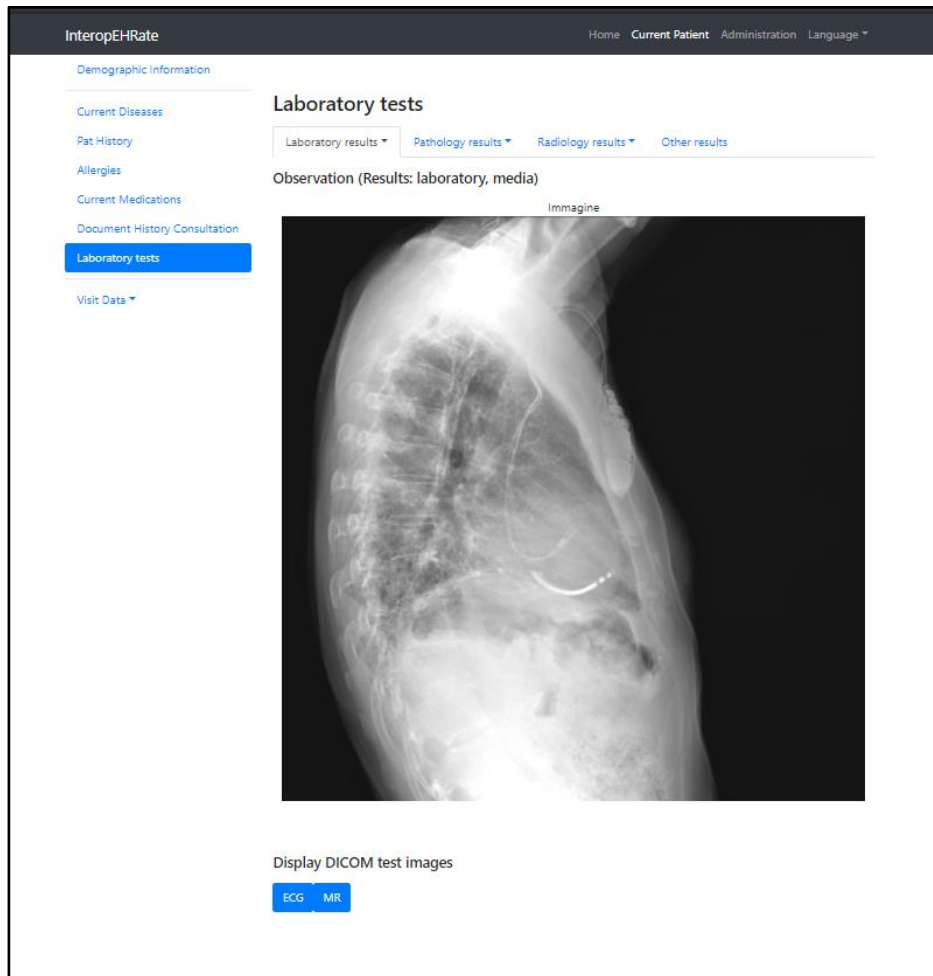 InteropEHRate
Home Current Patient Administration Language
Demographic Information
Current Diseases
Pat History
Allergies
Current Medications
Document History Consultation
Laboratory tests
Visit Data
Laboratory tests
Laboratory results Pathology results Radiology results Other results
Observation (Results: laboratory, media)
Immagine
Display DICOM test images
ECG MR